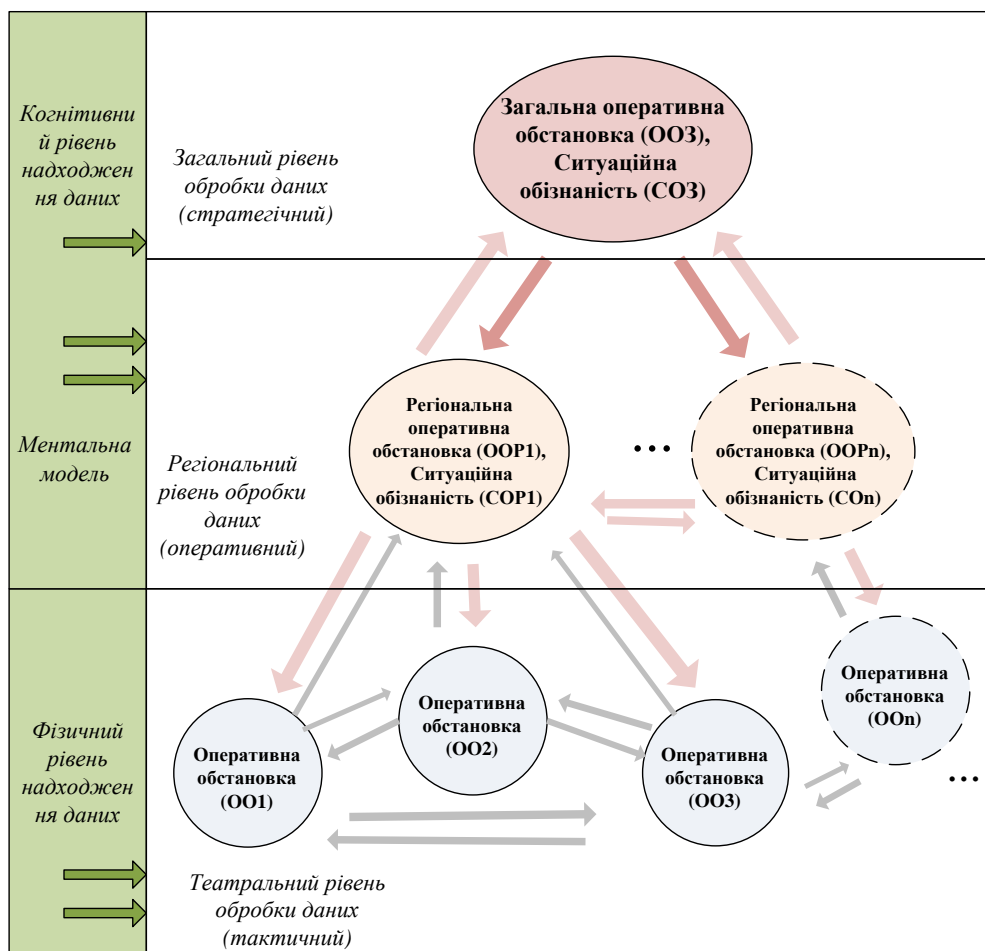 Когнітивни
й рівень
надходжен
ня даних
Загальний рівень
обробки даних
(стратегічний)
Загальна оперативна
обстановка (ООЗ),
Ситуаційна
обізнаність (СОЗ)
Ментальна
модель
Регіональний
рівень обробки
даних
(оперативний)
Регіональна
оперативна
обстановка (ООР1),
Ситуаційна
обізнаність (СОР1)
...
Регіональна
оперативна
обстановка (ООРn),
Ситуаційна
обізнаність (СОn)
Фізичний
рівень
надходжен
ня даних
Оперативна
обстановка
(ОО1)
Оперативна
обстановка
(ОО2)
Оперативна
обстановка
(ОО3)
Оперативна
обстановка
(ООn)
...
Театральний рівень
обробки даних
(тактичний)